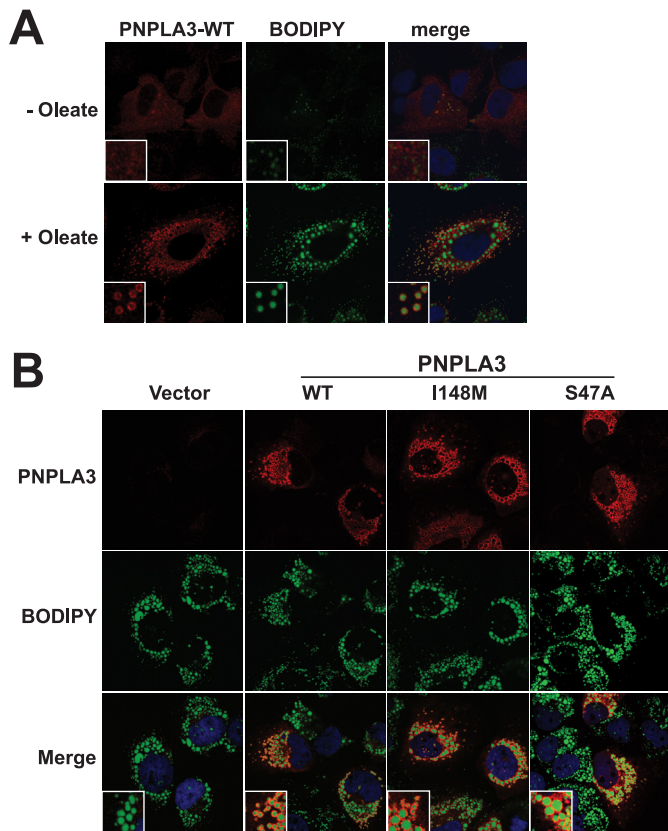 A
PNPLA3-WT BODIPY merge
- Oleate
+ Oleate
B
PNPLA3
Vector WT I148M S47A
PNPLA3
BODIPY
Merge